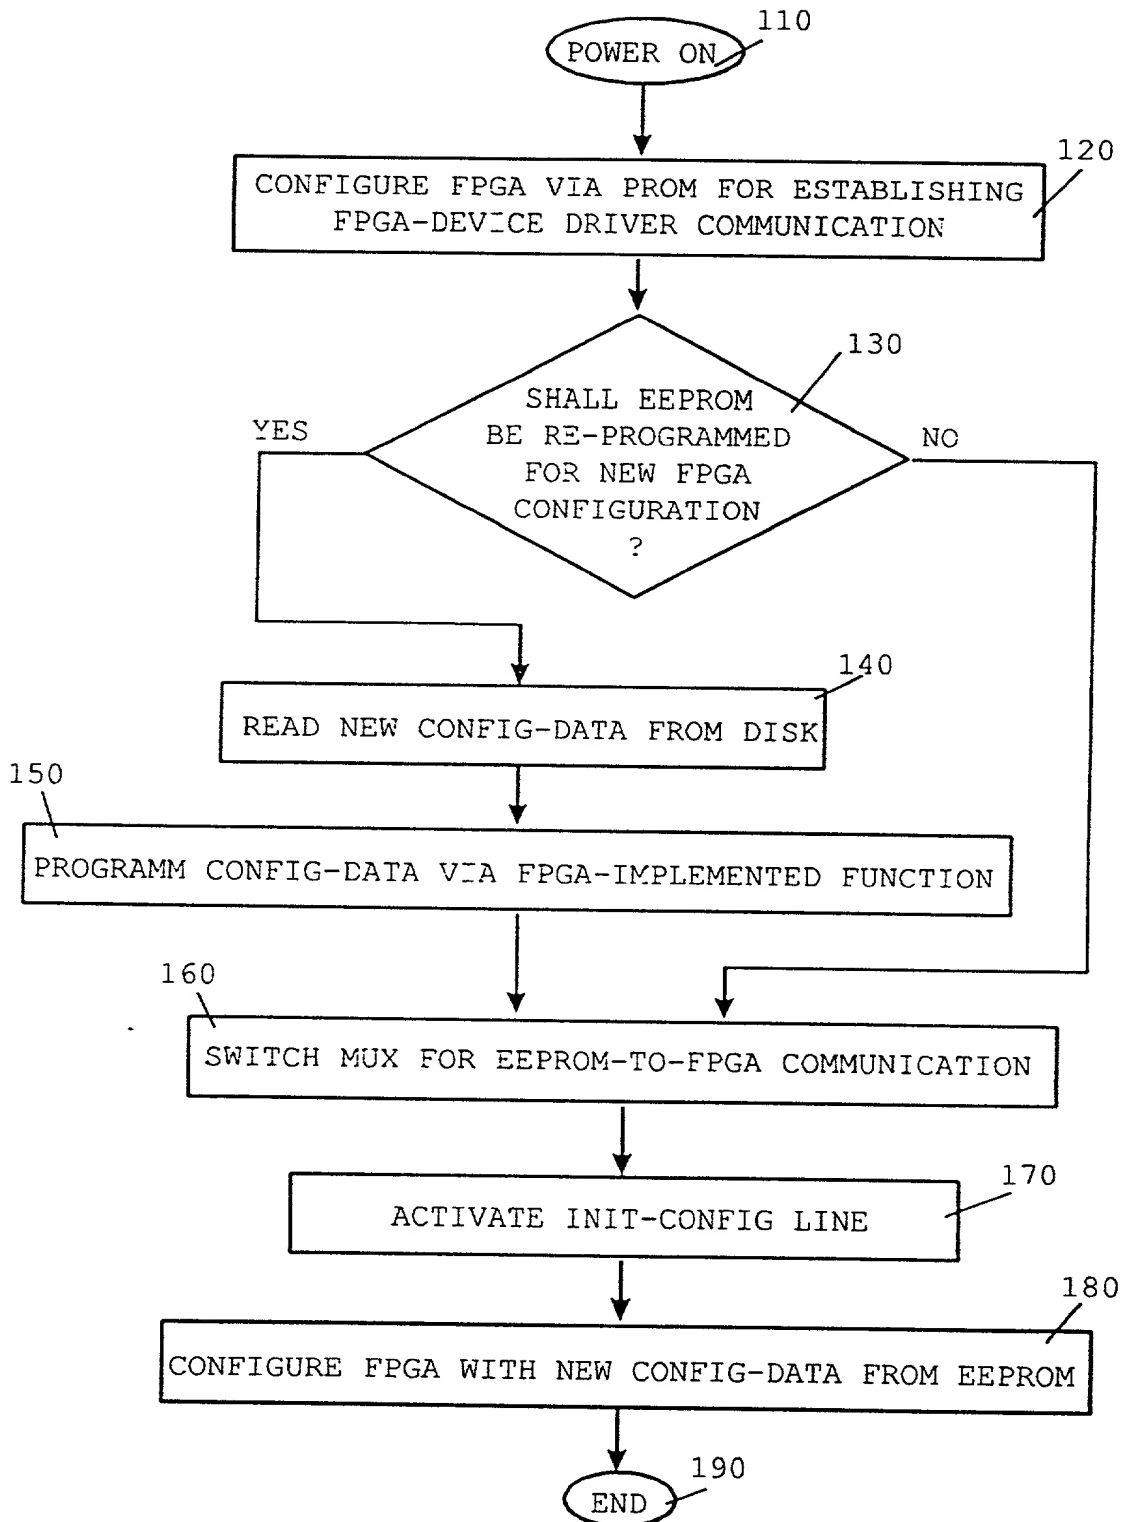 110
POWER ON
120
CONFIGURE FPGA VIA PROM FOR ESTABLISHING
FPGA-DEVICE DRIVER COMMUNICATION
130
SHALL EEPROM
BE RE-PROGRAMMED
FOR NEW FPGA
CONFIGURATION
?
YES
NO
140
READ NEW CONFIG-DATA FROM DISK
150
PROGRAMM CONFIG-DATA VIA FPGA-IMPLEMENTED FUNCTION
160
SWITCH MUX FOR EEPROM-TO-FPGA COMMUNICATION
170
ACTIVATE INIT-CONFIG LINE
180
CONFIGURE FPGA WITH NEW CONFIG-DATA FROM EEPROM
190
END